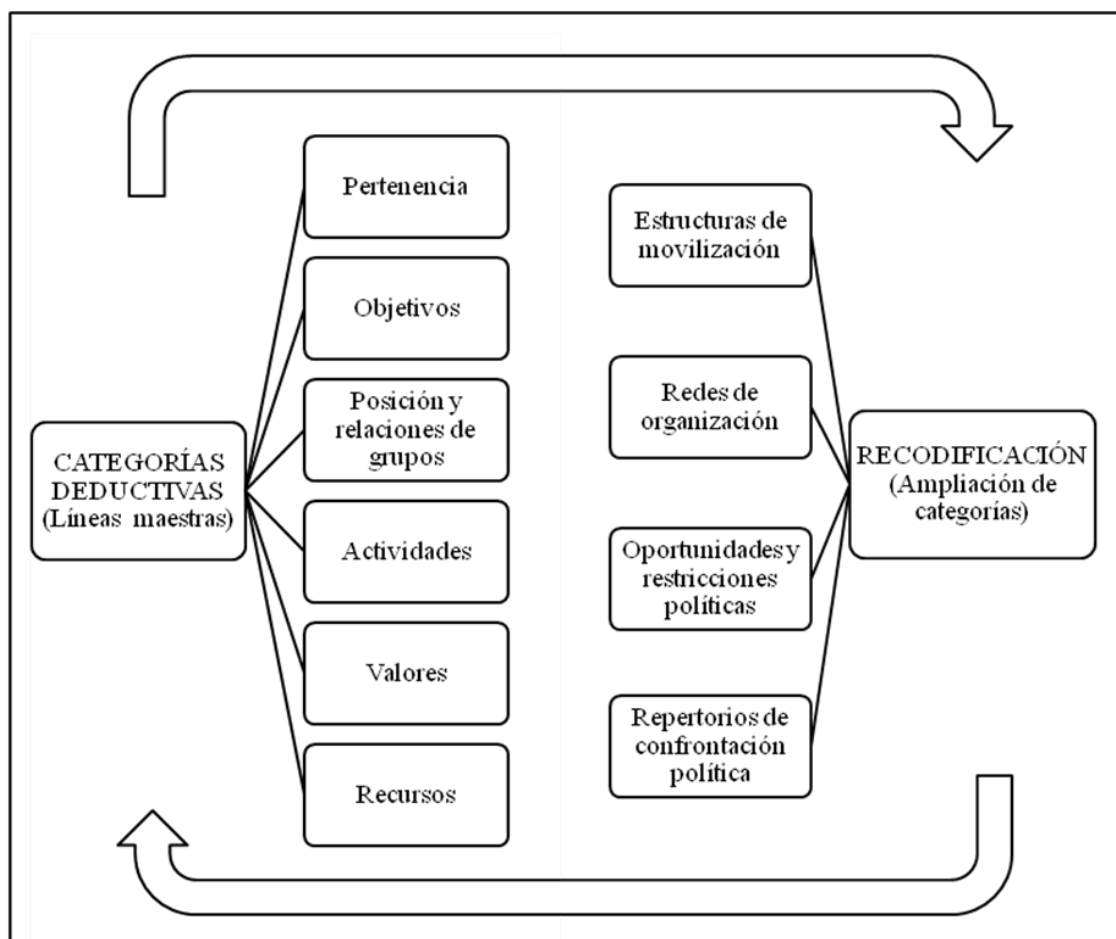 CATEGORÍAS
DEDUCTIVAS
(Líneas maestras)
Pertenencia
Objetivos
Posición y
relaciones de
grupos
Actividades
Valores
Recursos
Estructuras de
movilización
Redes de
organización
Oportunidades y
restricciones
políticas
Repertorios de
confrontación
política
RECODIFICACIÓN
(Ampliación de
categorías)